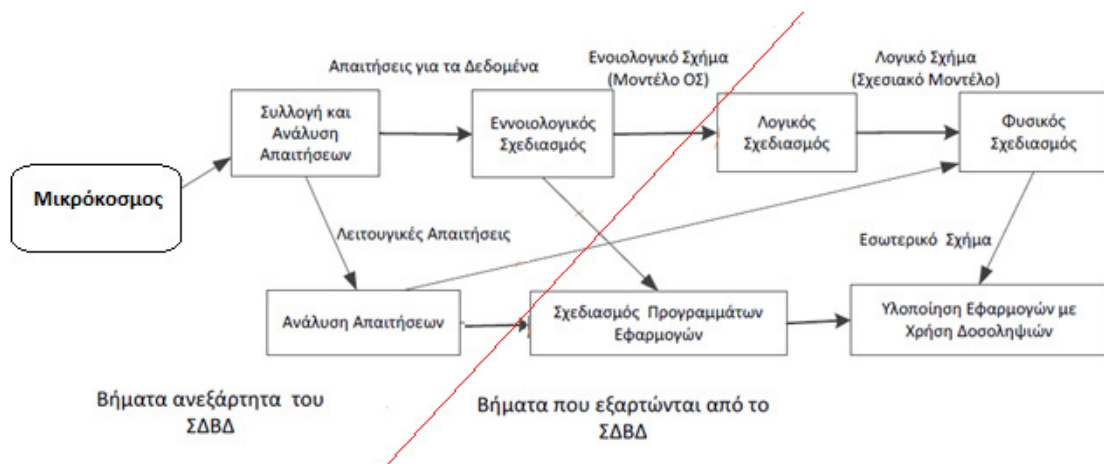 Απαιτήσεις για τα Δεδομένα
Ενοιολογικό Σχήμα
(Μοντέλο ΟΣ)
Λογικό Σχήμα
(Σχεσιακό Μοντέλο)
Συλλογή και
Ανάλυση
Απαιτήσεων
Εννοιολογικός
Σχεδιασμός
Λογικός
Σχεδιασμός
Φυσικός
Σχεδιασμός
Μικρόκοσμος
Λειτουγικές Απαιτήσεις
Εσωτερικό Σχήμα
Ανάλυση Απαιτήσεων
Σχεδιασμός Προγραμμάτων
Εφαρμογών
Υλοποίηση Εφαρμογών με
Χρήση Δοσοληψιών
Βήματα ανεξάρτητα του
ΣΔΒΔ
Βήματα που εξαρτώνται από το
ΣΔΒΔ